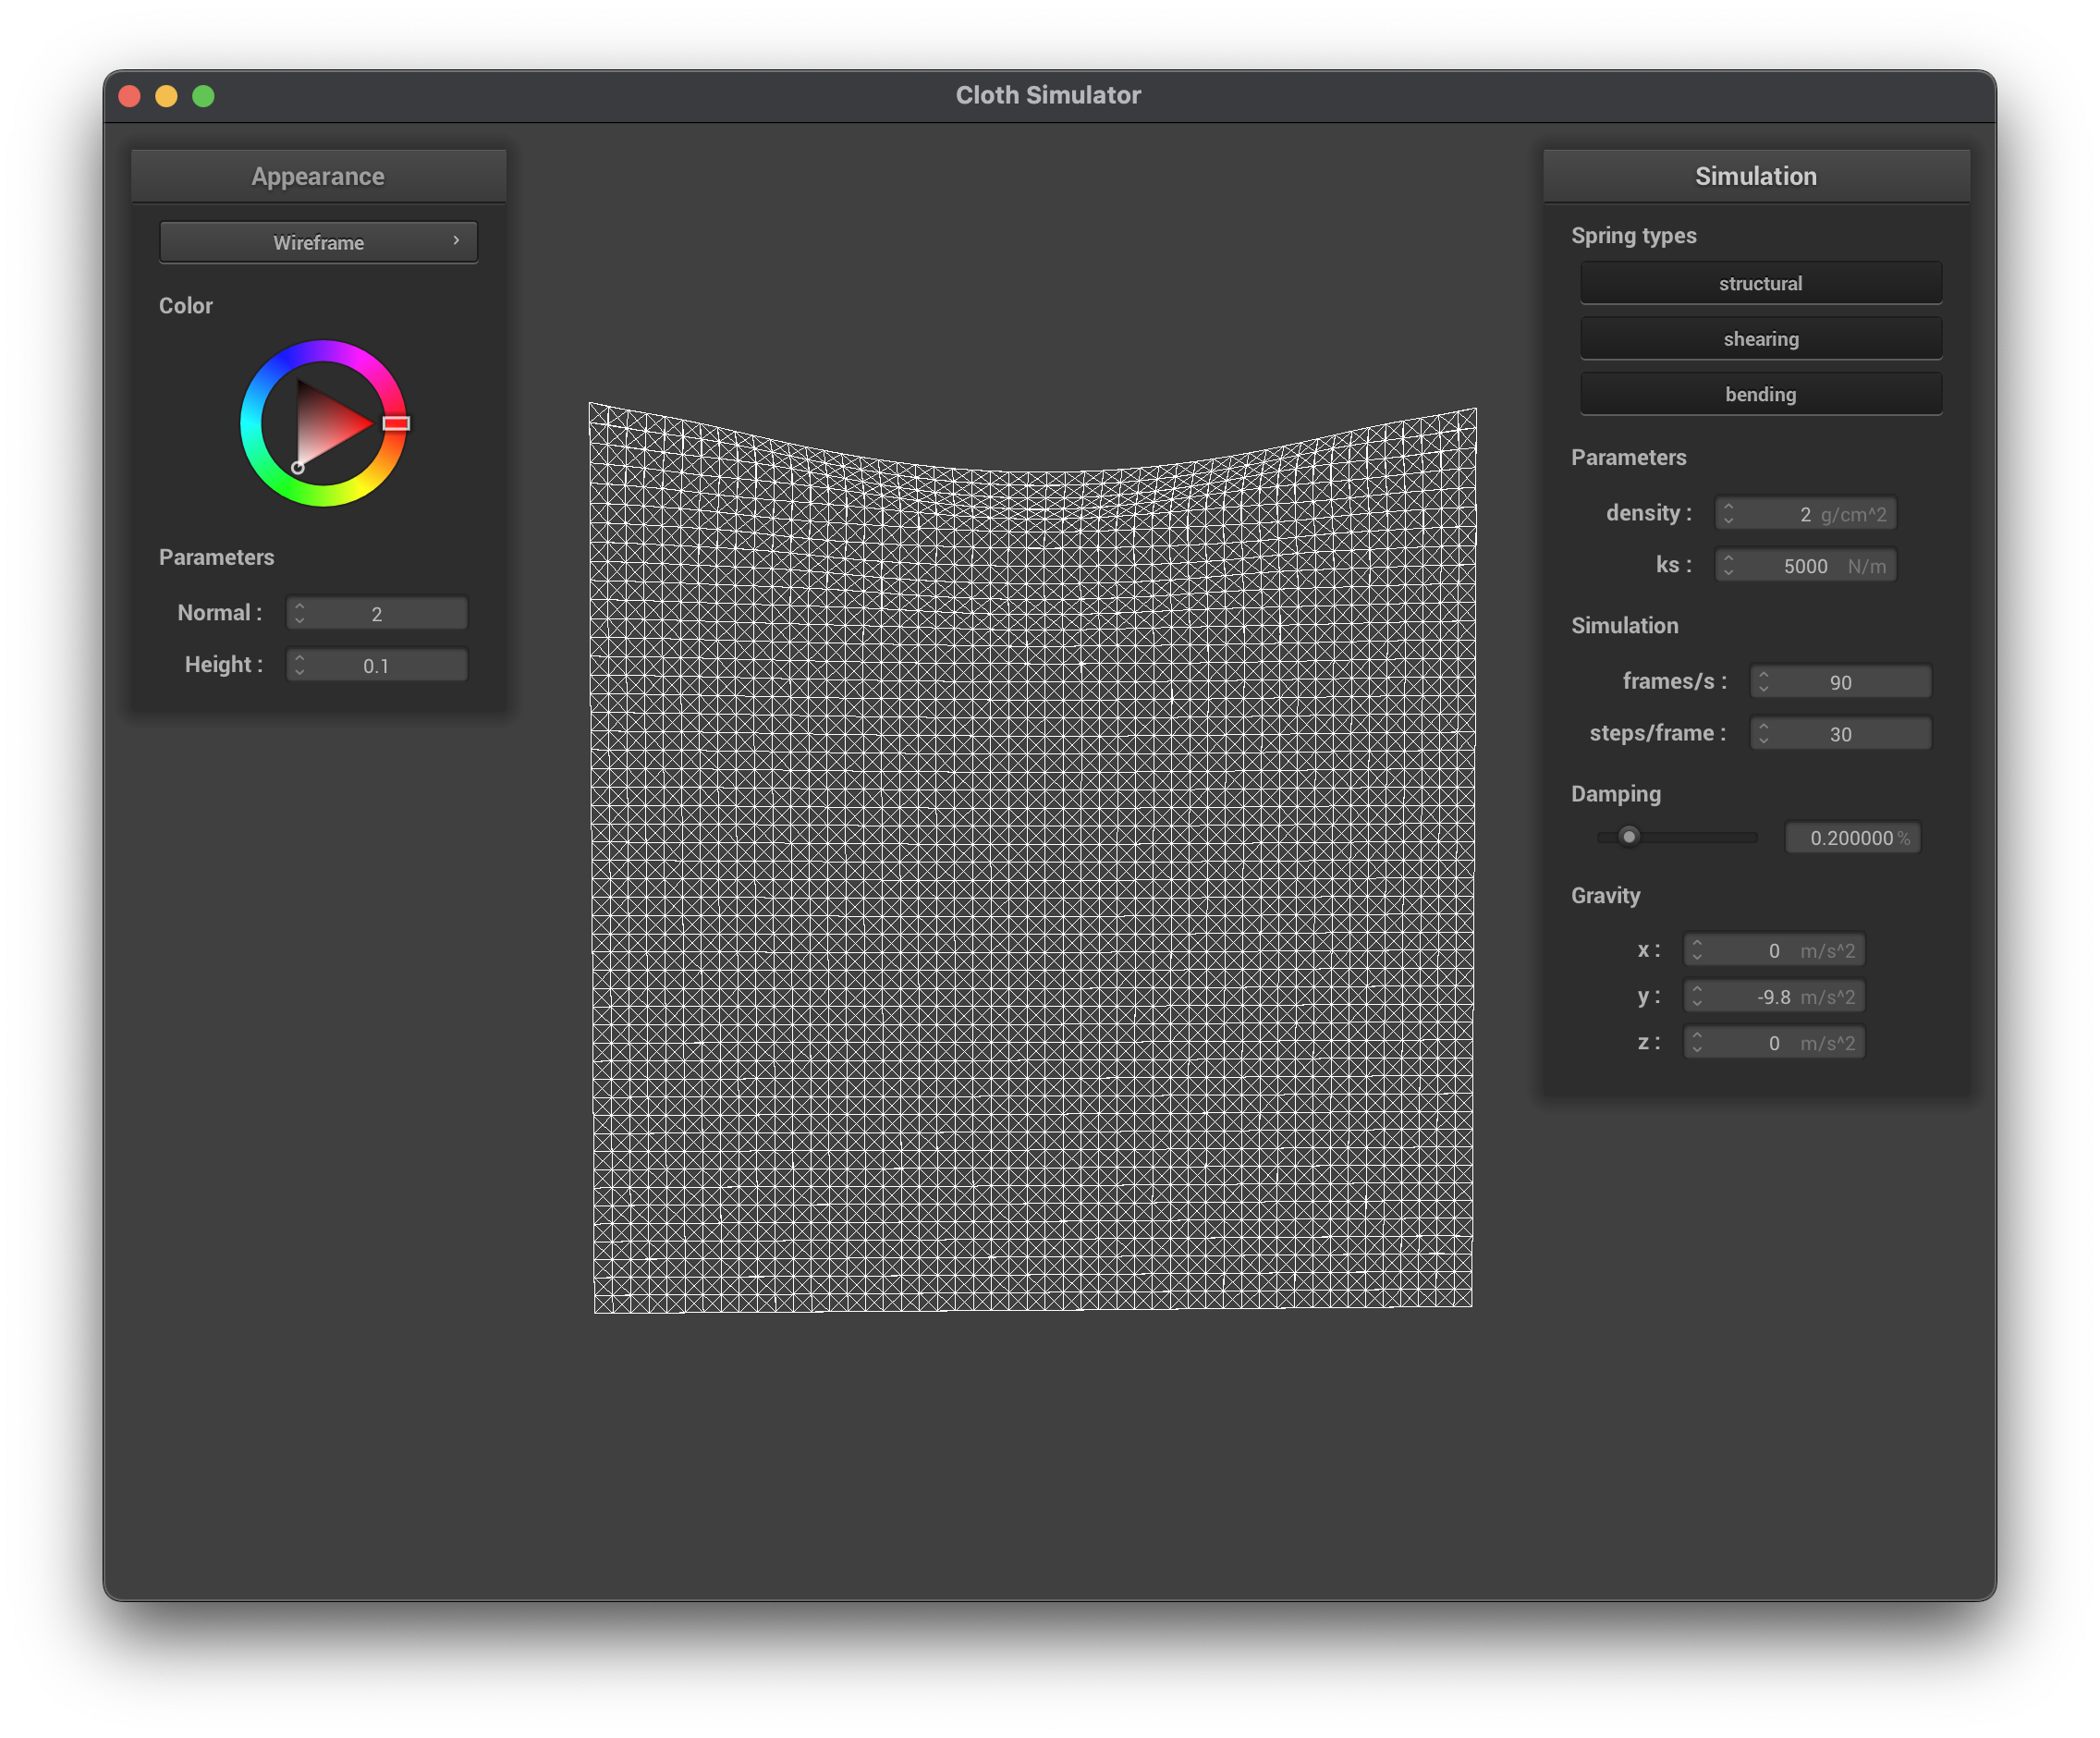 Cloth Simulator
Appearance
Wireframe
Color
Parameters
Normal : 2
Height : 0.1
Simulation
Spring types
structural
shearing
bending
Parameters
density : 2 g/cm^2
ks : 5000 N/m
Simulation
frames/s : 90
steps/frame : 30
Damping
0.200000 %
Gravity
x : 0 m/s^2
y : -9.8 m/s^2
z : 0 m/s^2